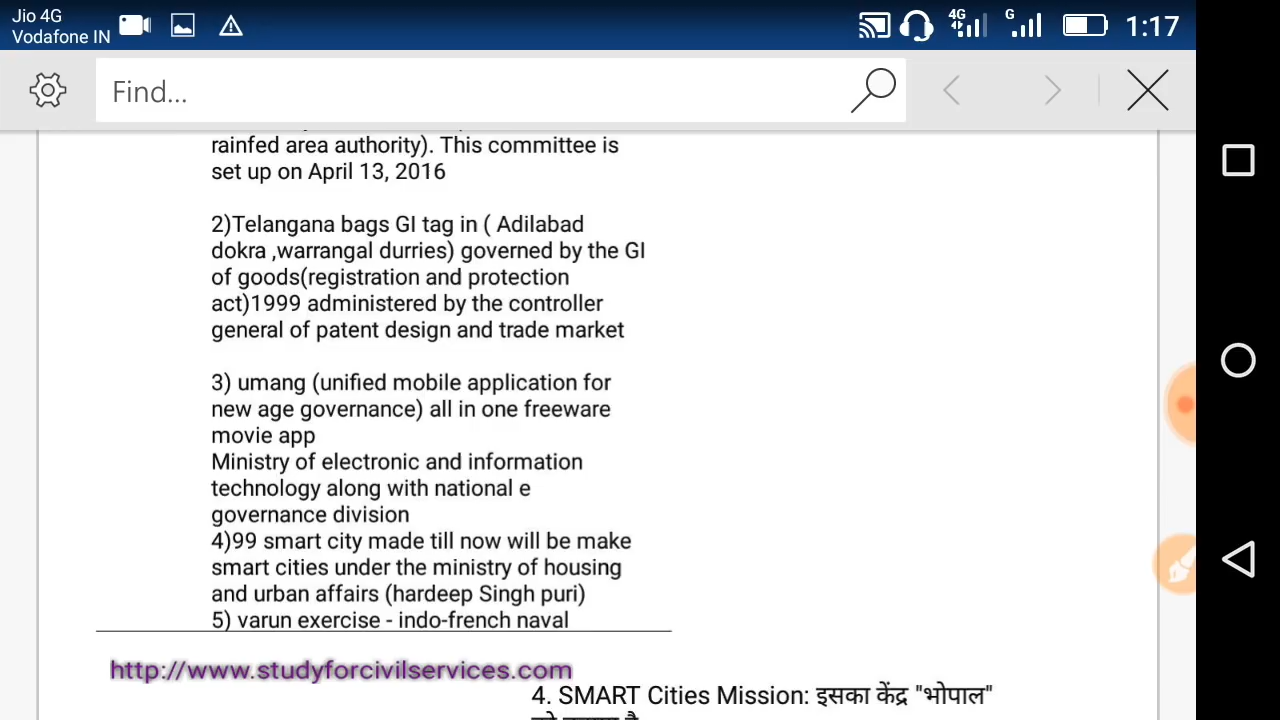 Jio 4G
Vodafone IN
4G
G
1:17
Find...
rainfed area authority). This committee is
set up on April 13, 2016
2)Telangana bags GI tag in ( Adilabad
dokra ,warrangal durries) governed by the GI
of goods(registration and protection
act)1999 administered by the controller
general of patent design and trade market
3) umang (unified mobile application for
new age governance) all in one freeware
movie app
Ministry of electronic and information
technology along with national e
governance division
4)99 smart city made till now will be make
smart cities under the ministry of housing
and urban affairs (hardeep Singh puri)
5) varun exercise - indo-french naval
http://www.studyforcivilservices.com
4. SMART Cities Mission: इसका केंद्र "भोपाल"